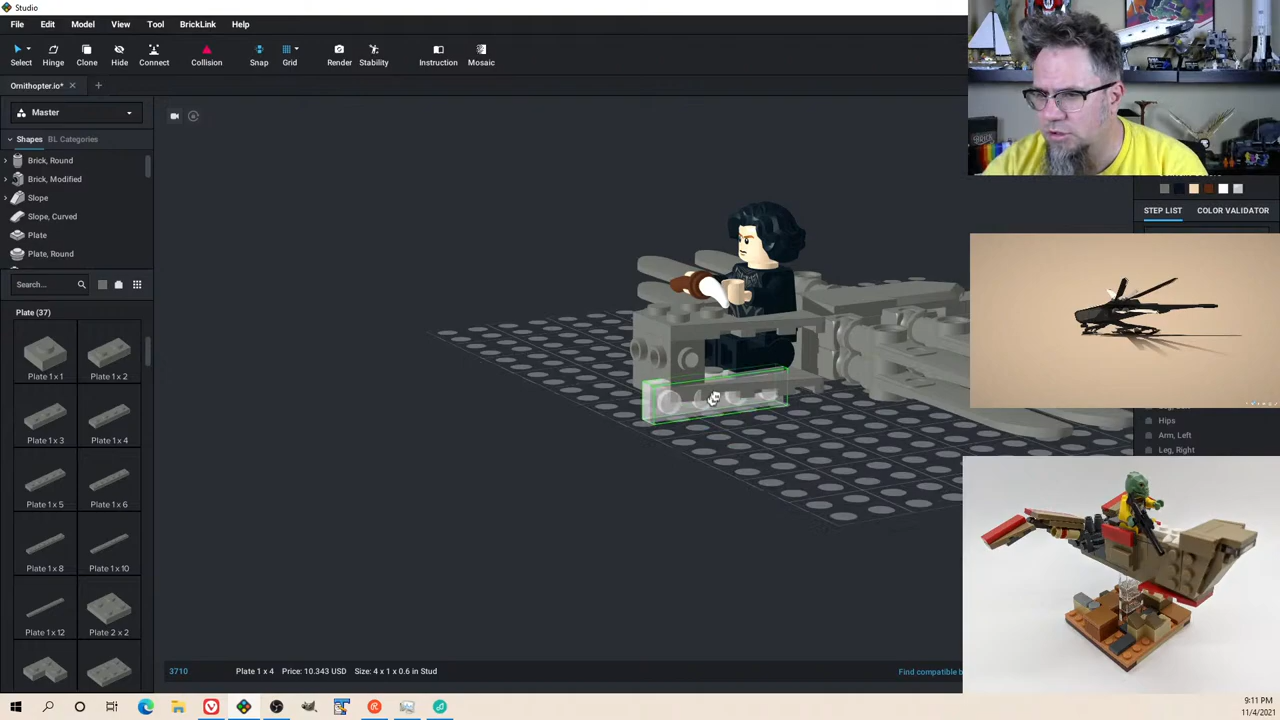 Studio
File Edit Model View Tool BrickLink Help
Select Hinge Clone Hide Connect Collision Snap Grid Render Stability Instruction Mosaic
Ornithopter.io*
Master
Shapes BL Categories
Brick, Round
Brick, Modified
Slope
Slope, Curved
Plate
Plate, Round
STEP LIST COLOR VALIDATOR
Search...
Plate (37)
Plate 1 x 1 Plate 1 x 2
Plate 1 x 3 Plate 1 x 4
Plate 1 x 5 Plate 1 x 6
Plate 1 x 8 Plate 1 x 10
Plate 1 x 12 Plate 2 x 2
Hips
Arm, Left
Leg, Right
3710 Plate 1 x 4 Price: 10.343 USD Size: 4 x 1 x 0.6 in Stud
Find compatible b
9:11 PM
11/4/2021